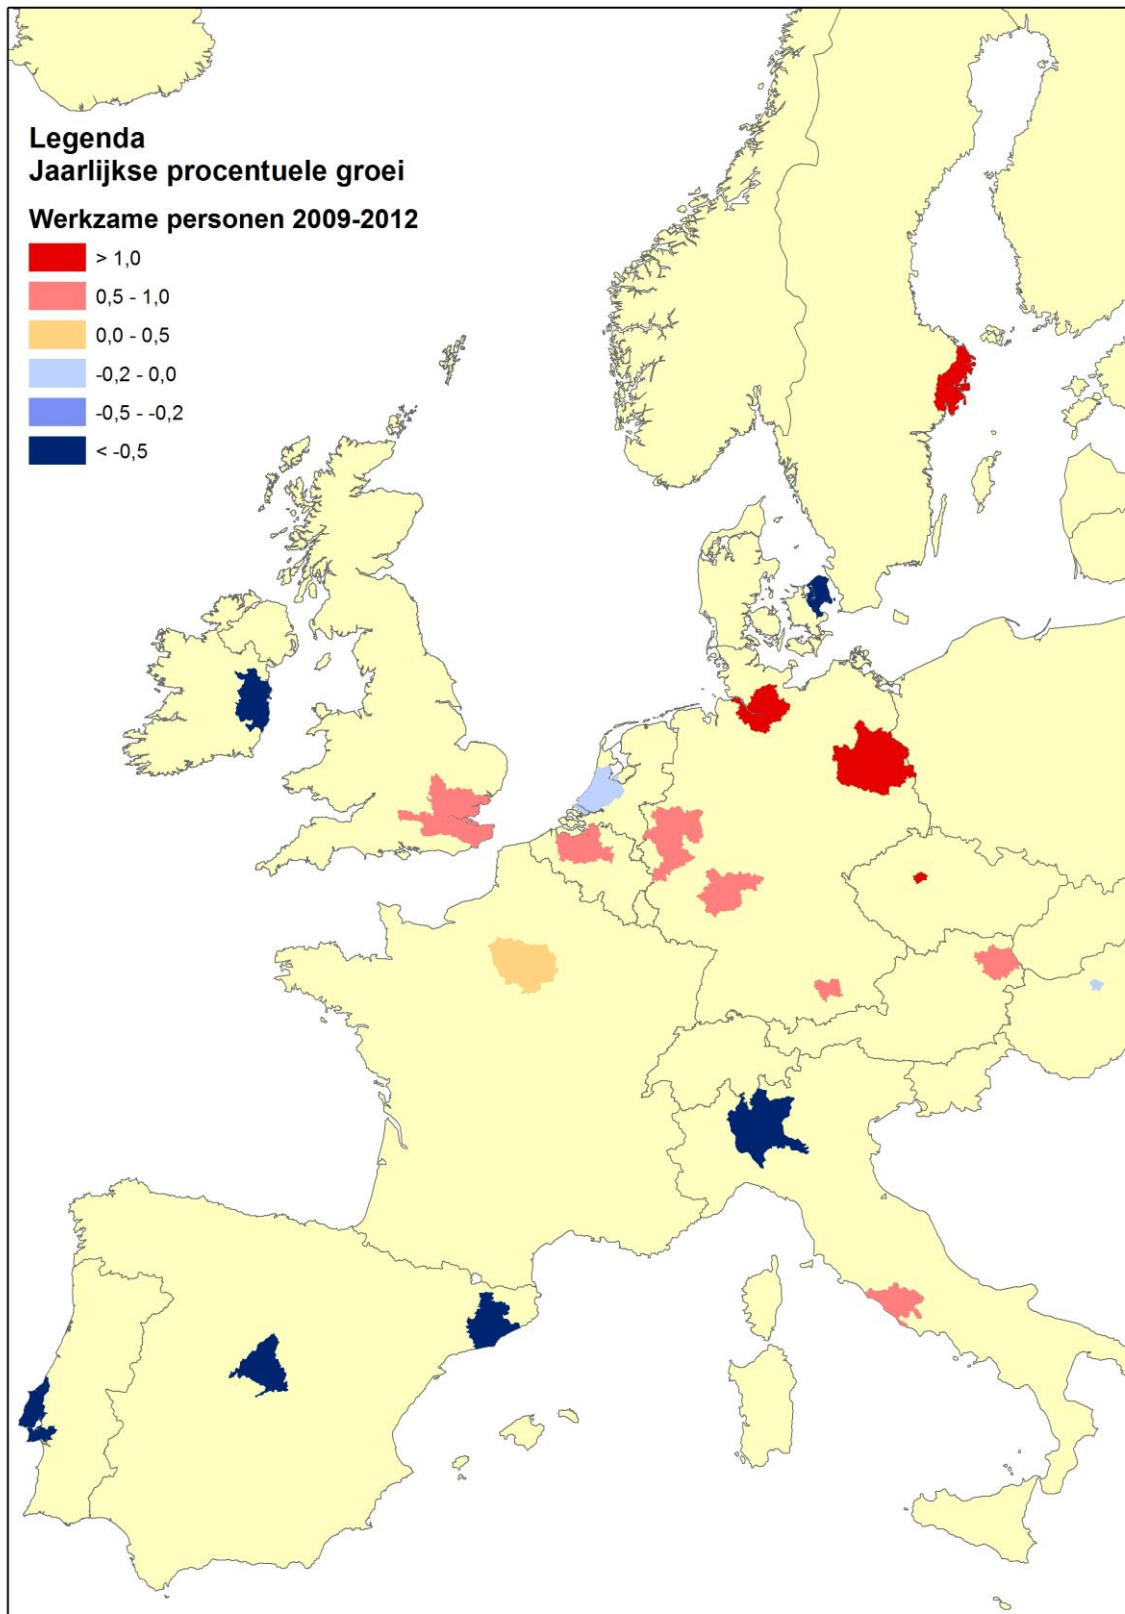 Legenda
Jaarlijkse procentuele groei
Werkzame personen 2009-2012
> 1,0
0,5 - 1,0
0,0 - 0,5
-0,2 - 0,0
-0,5 - -0,2
< -0,5